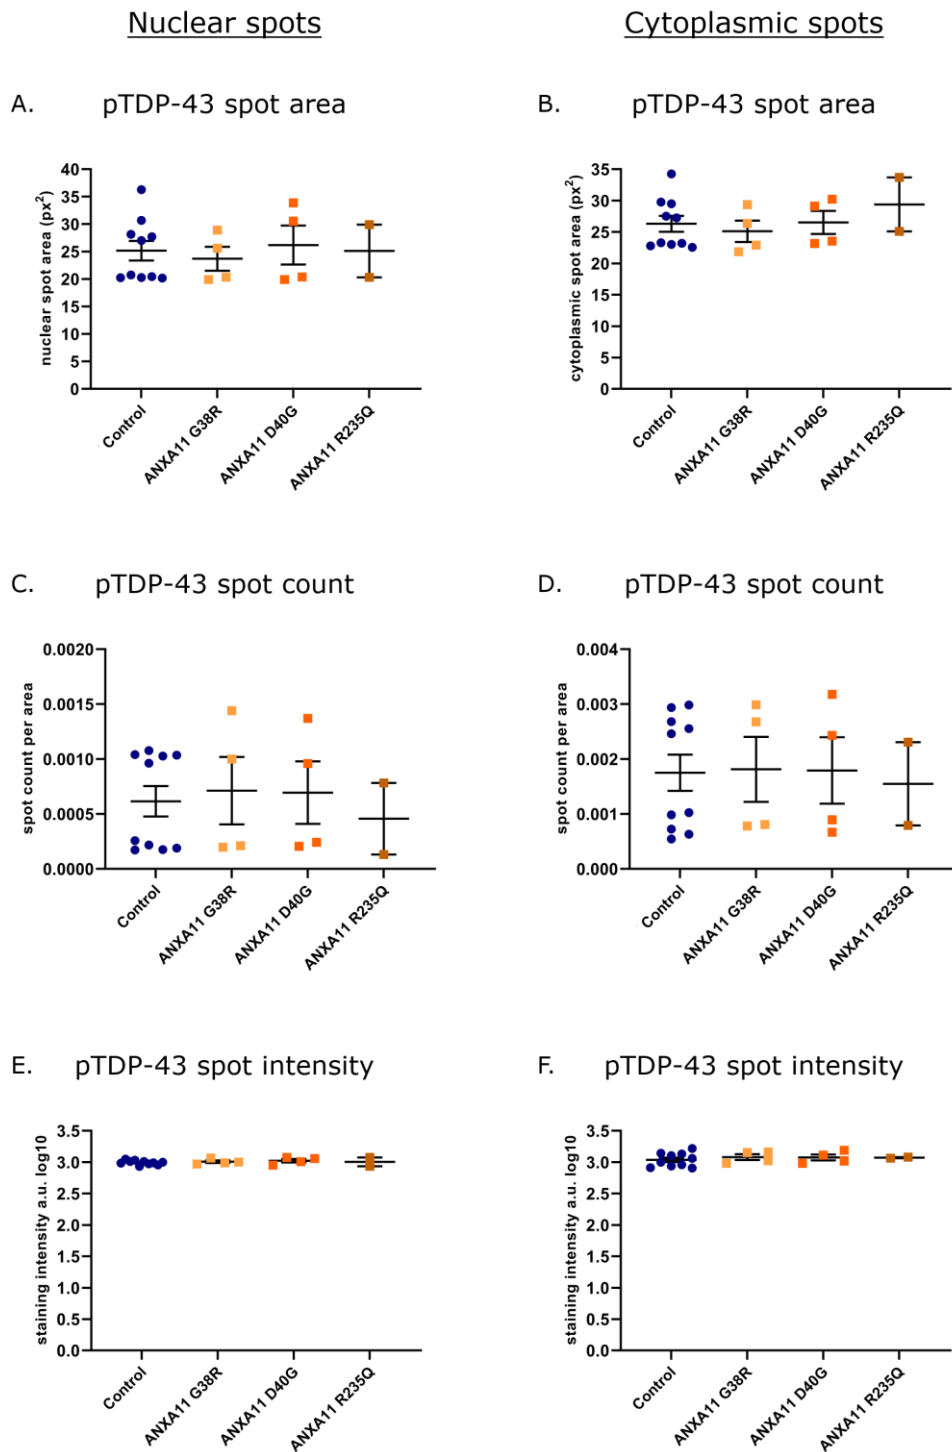 Nuclear spots
Cytoplasmic spots
A. pTDP-43 spot area
nuclear spot area (px²)
40
35
30
25
20
15
10
5
0
Control
ANXA11 G38R
ANXA11 D40G
ANXA11 R235Q
B. pTDP-43 spot area
cytoplasmic spot area (px²)
35
30
25
20
15
10
5
0
Control
ANXA11 G38R
ANXA11 D40G
ANXA11 R235Q
C. pTDP-43 spot count
spot count per area
0.0020
0.0015
0.0010
0.0005
0.0000
Control
ANXA11 G38R
ANXA11 D40G
ANXA11 R235Q
D. pTDP-43 spot count
spot count per area
0.004
0.003
0.002
0.001
0.000
Control
ANXA11 G38R
ANXA11 D40G
ANXA11 R235Q
E. pTDP-43 spot intensity
staining intensity a.u. log10
3.5
3.0
2.5
2.0
1.5
1.0
0.5
0.0
Control
ANXA11 G38R
ANXA11 D40G
ANXA11 R235Q
F. pTDP-43 spot intensity
staining intensity a.u. log10
3.5
3.0
2.5
2.0
1.5
1.0
0.5
0.0
Control
ANXA11 G38R
ANXA11 D40G
ANXA11 R235Q